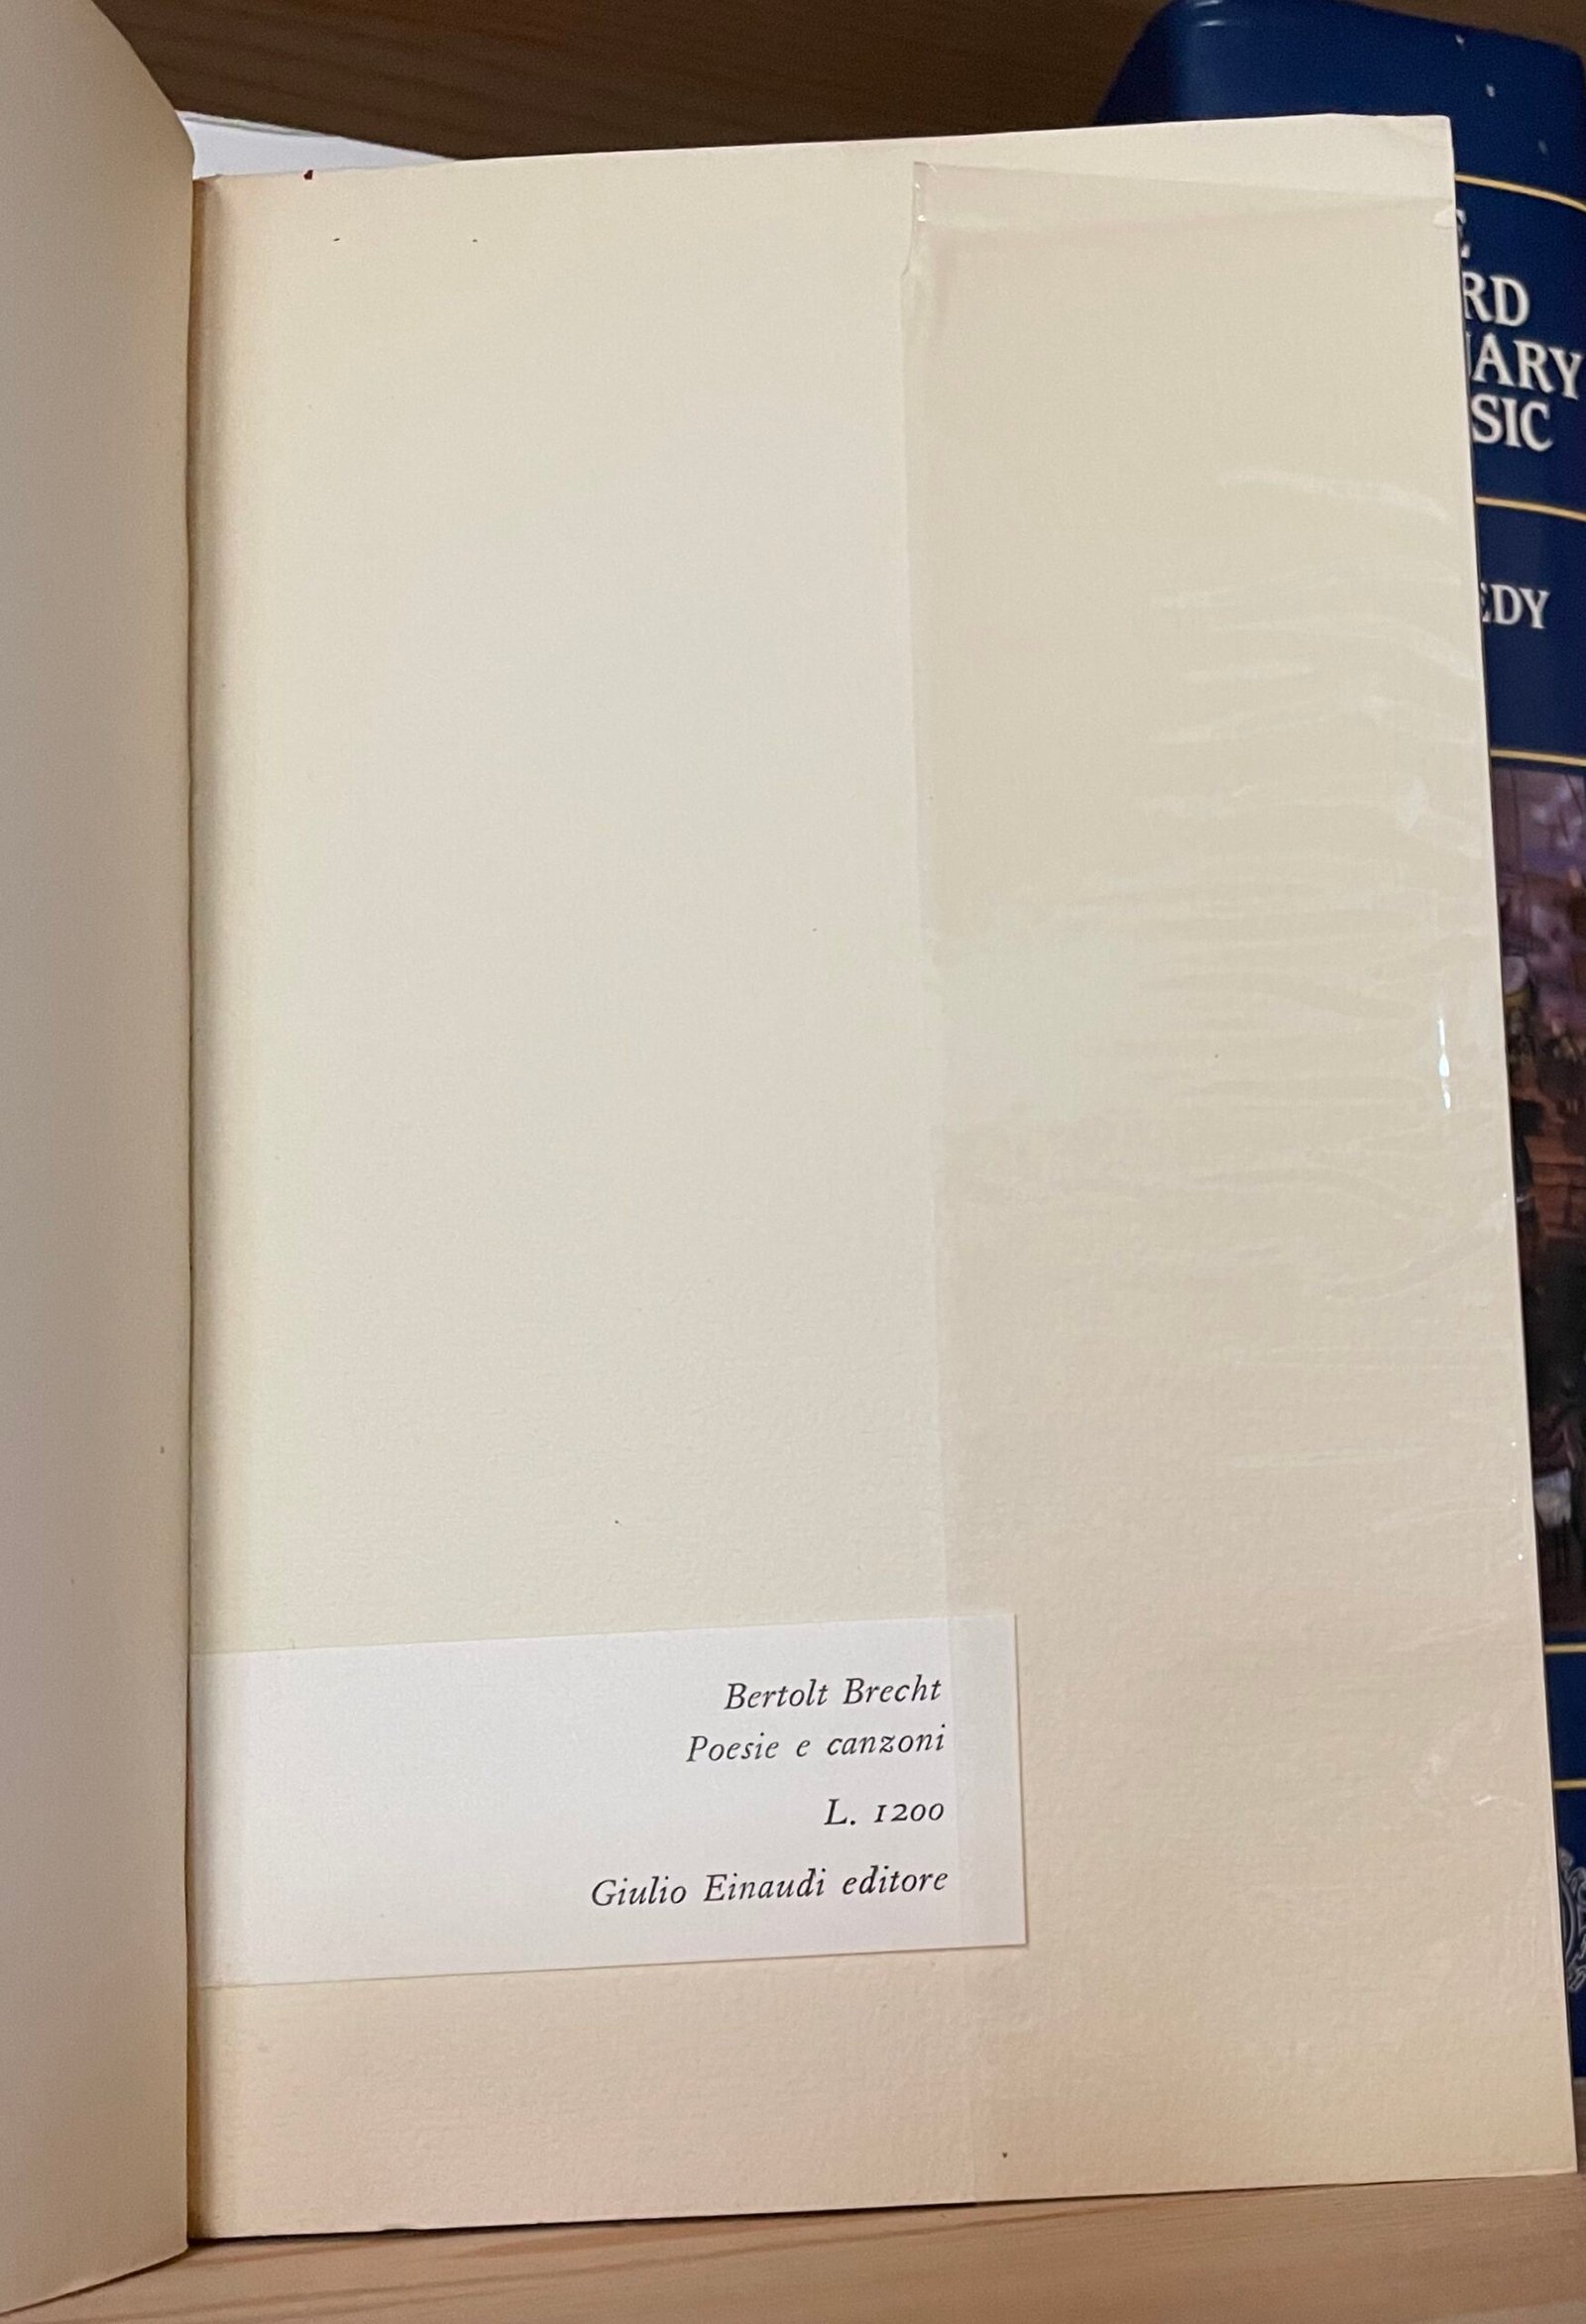 Bertolt Brecht
Poesie e canzoni
L. 1200
Giulio Einaudi editore